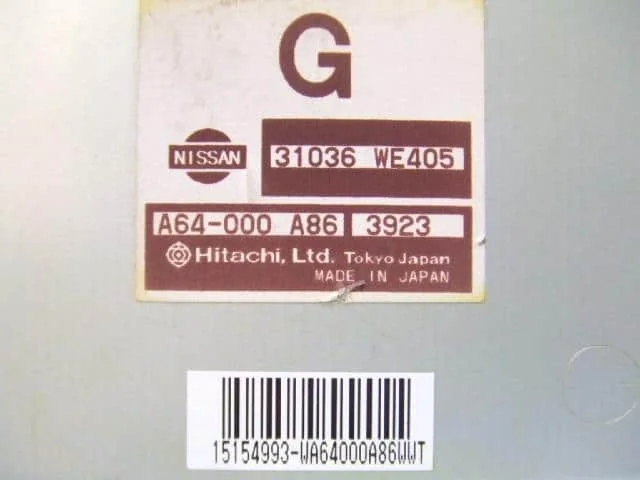 G
NISSAN
31036 WE405
A64-000 A86 3923
Hitachi, Ltd. Tokyo Japan
MADE IN JAPAN
15154993-WA64000A86WWT